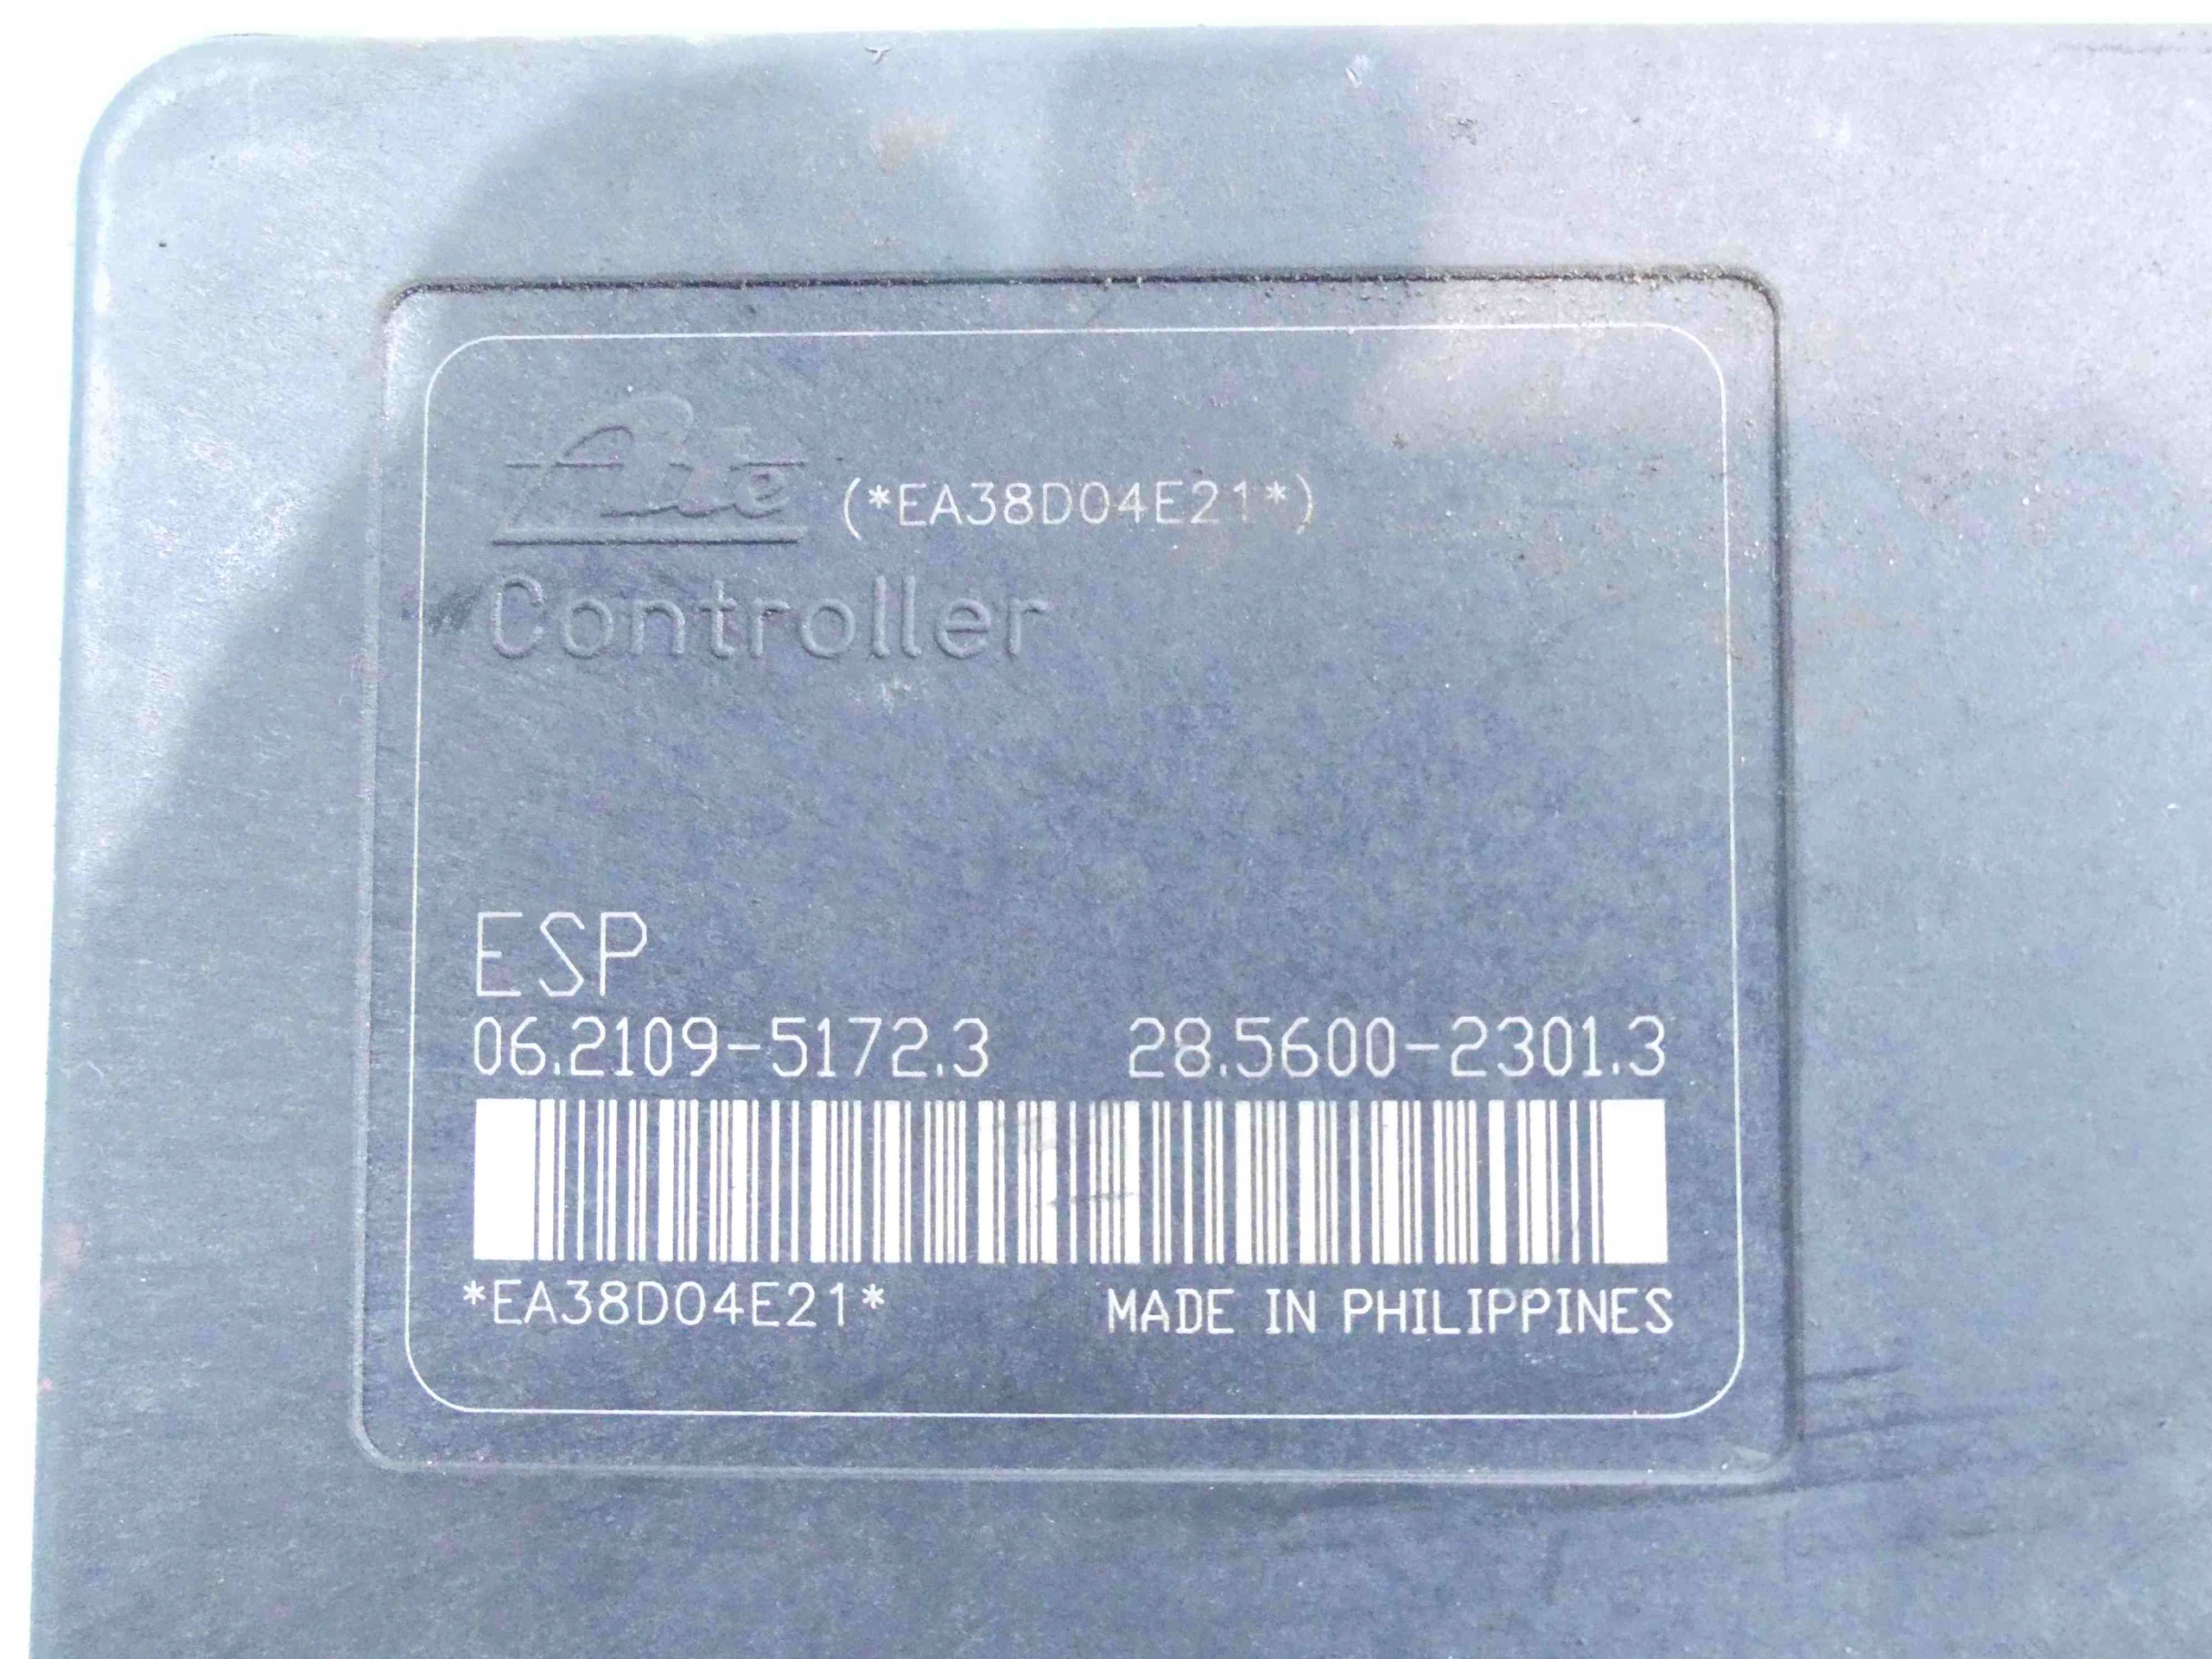 Ate (*EA38D04E21*)
Controller
ESP
06.2109-5172.3 28.5600-2301.3
*EA38D04E21* MADE IN PHILIPPINES